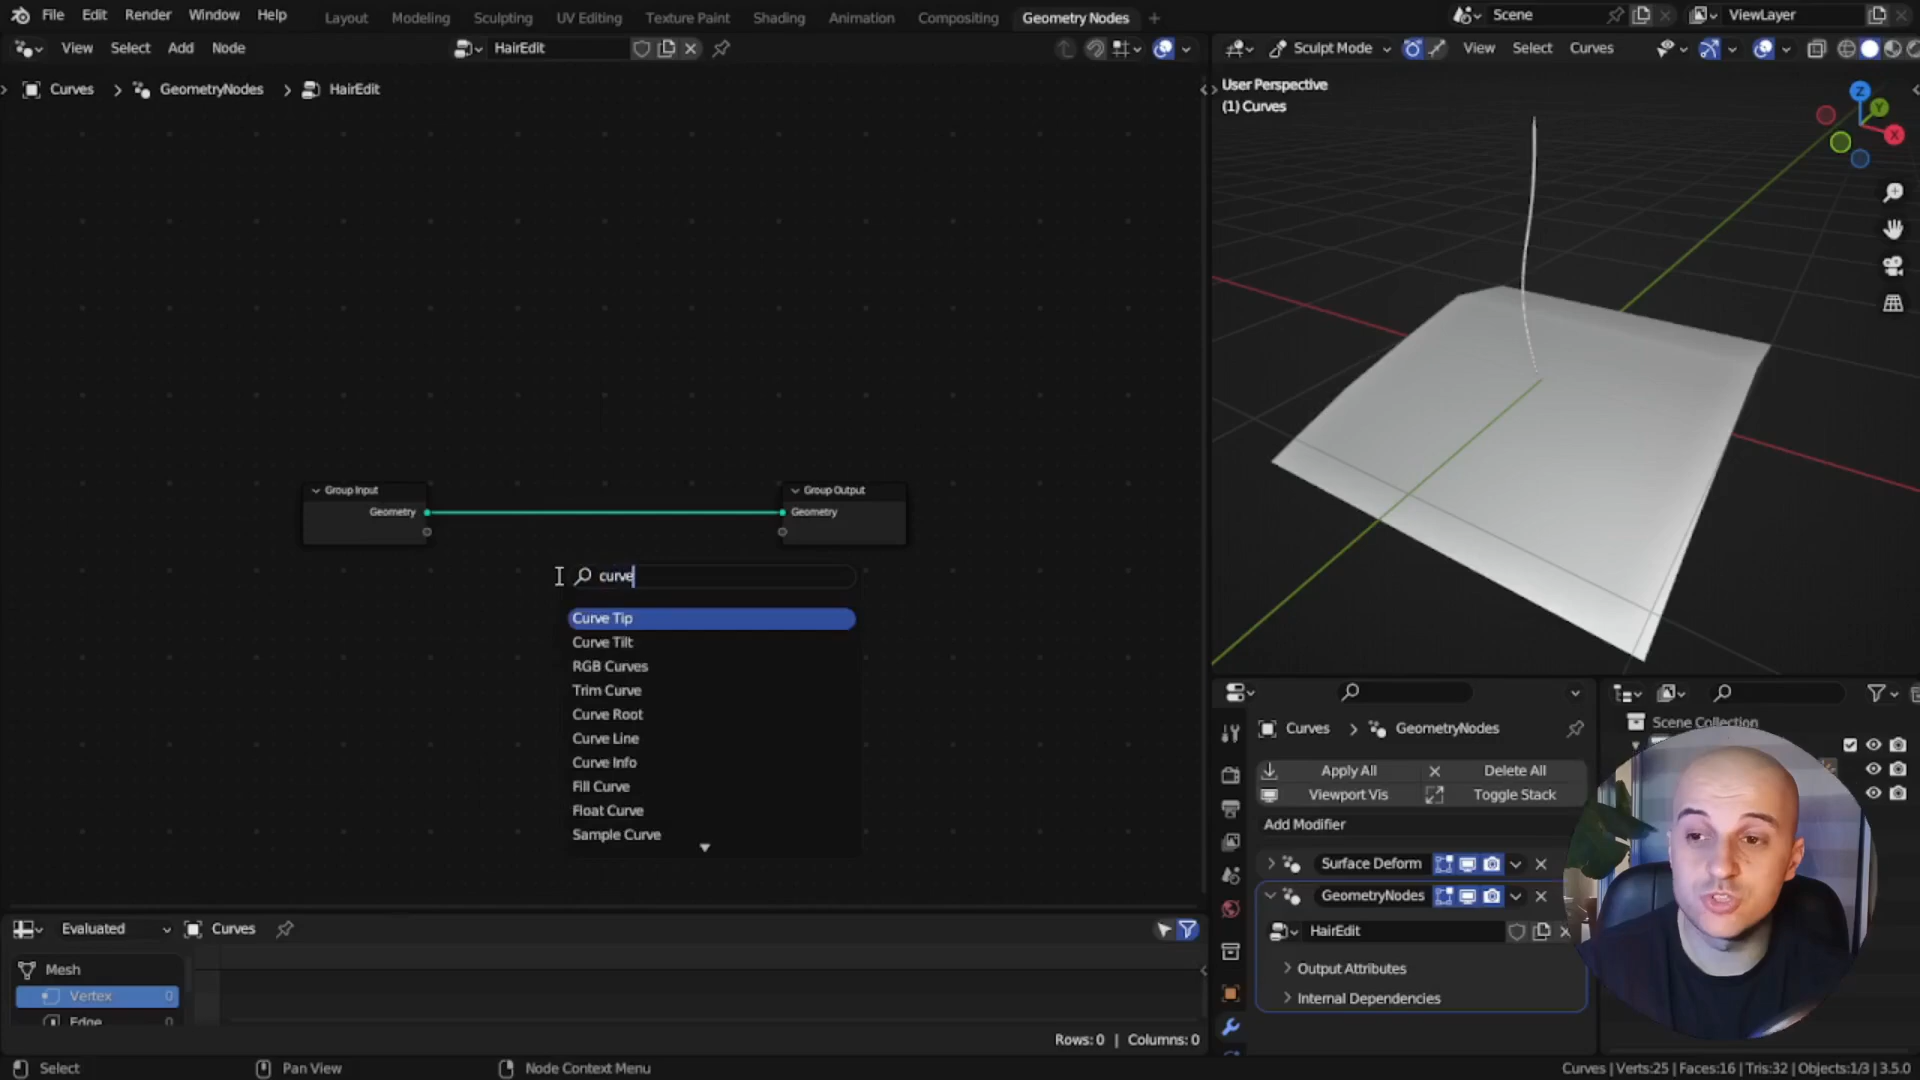 File Edit Render Window Help Layout Modeling Sculpting UV Editing Texture Paint Shading Animation Compositing Geometry Nodes Scene ViewLayer
View Select Add Node HairEdit Sculpt Mode View Select Curves
Curves GeometryNodes HairEdit
User Perspective
(1) Curves
Z
Y
X
Group Input
Geometry
Group Output
Geometry
curve
Curve Tip
Curve Tilt
RGB Curves
Trim Curve
Curve Root
Curve Line
Curve Info
Fill Curve
Float Curve
Sample Curve
Scene Collection
Curves GeometryNodes
Apply All Delete All
Viewport Vis Toggle Stack
Add Modifier
Surface Deform
GeometryNodes
HairEdit
Output Attributes
Internal Dependencies
Evaluated Curves
Mesh
Vertex 0
Edge 0
Rows: 0 | Columns: 0
Select Pan View Node Context Menu Curves | Verts:25 | Faces:16 | Tris:32 | Objects:1/3 | 3.5.0